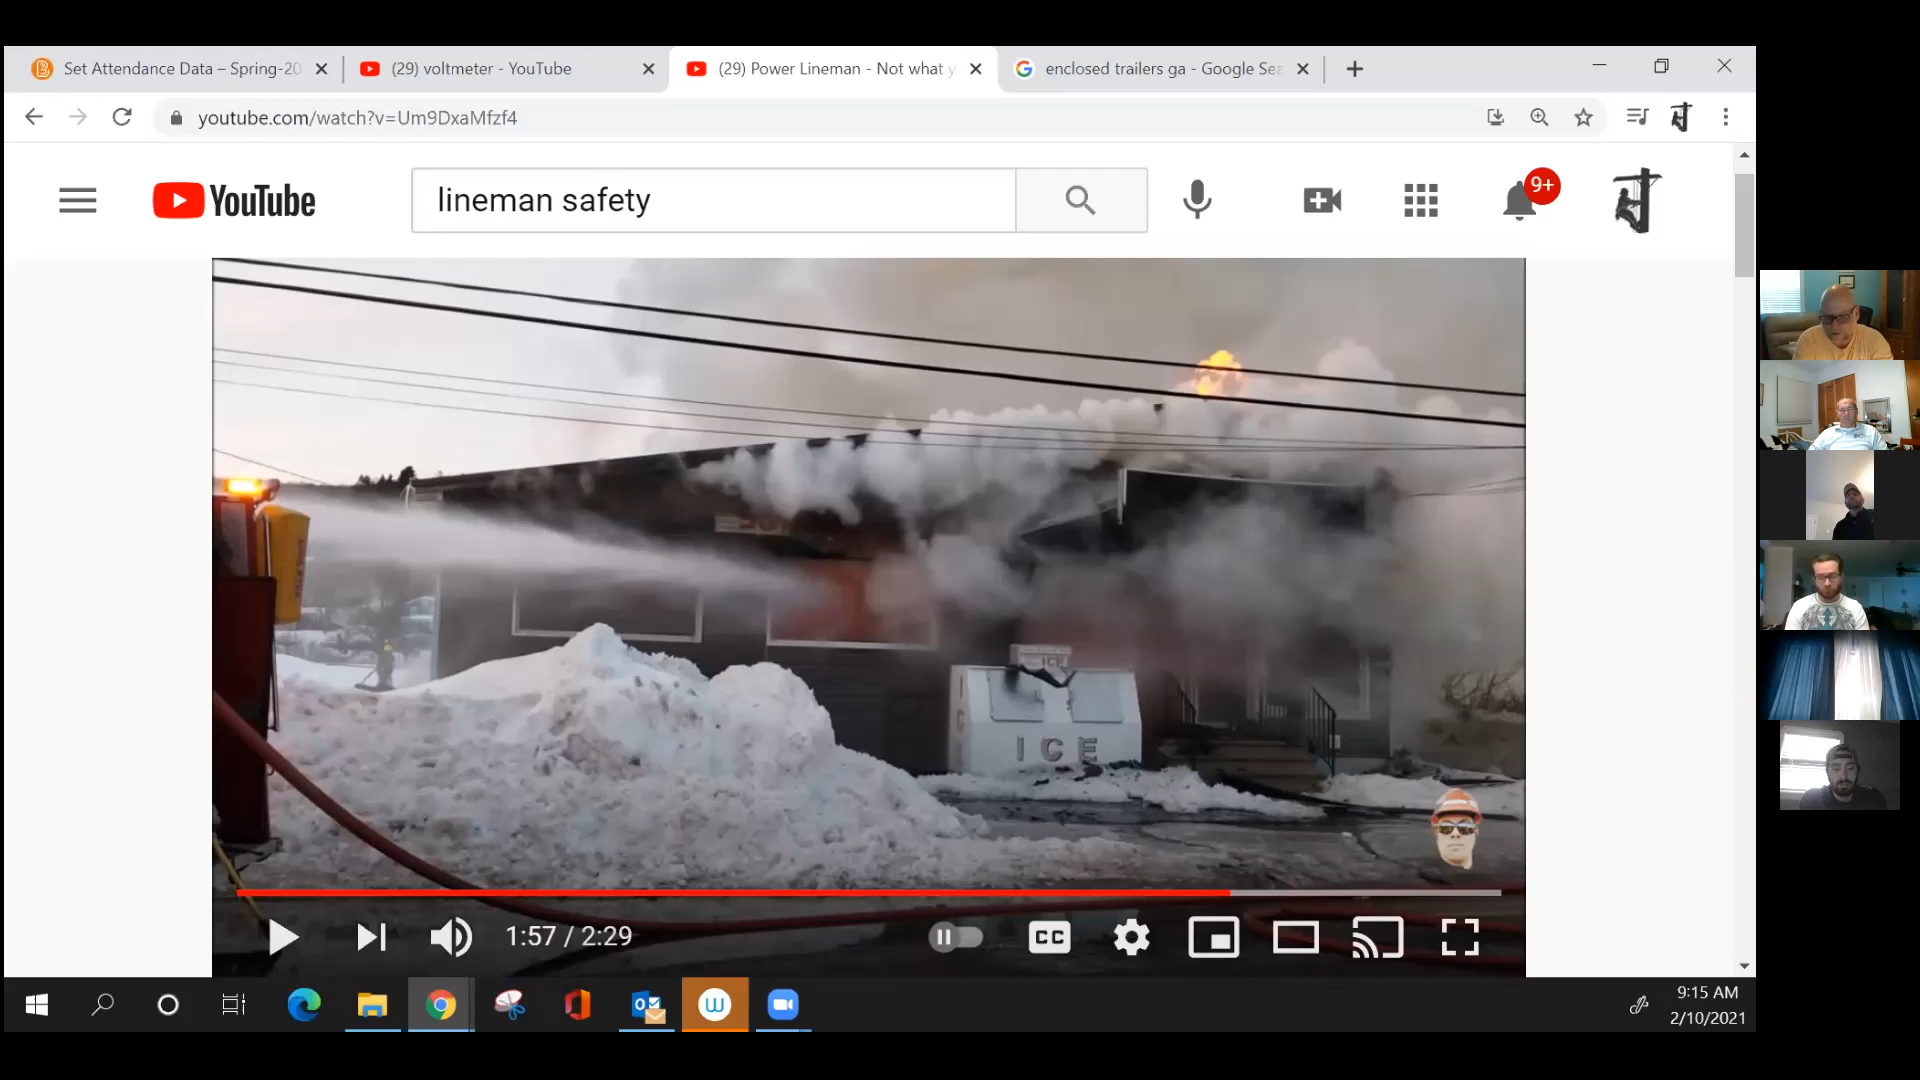 Set Attendance Data – Spring-20
(29) voltmeter - YouTube
(29) Power Lineman - Not what y
enclosed trailers ga - Google Sea
youtube.com/watch?v=Um9DxaMfzf4
YouTube
lineman safety
9+
ICE
ICE
1:57 / 2:29
CC
9:15 AM
2/10/2021